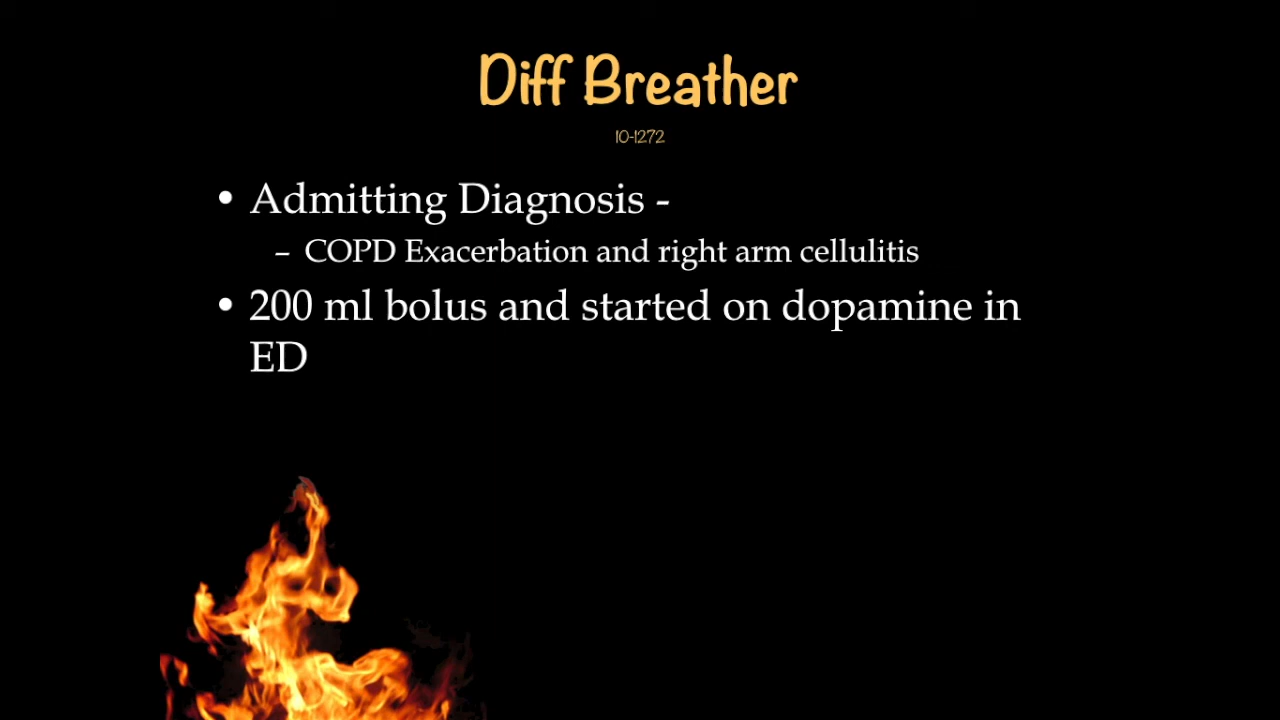 Diff Breather
10-1272
• Admitting Diagnosis -
– COPD Exacerbation and right arm cellulitis
• 200 ml bolus and started on dopamine in
ED